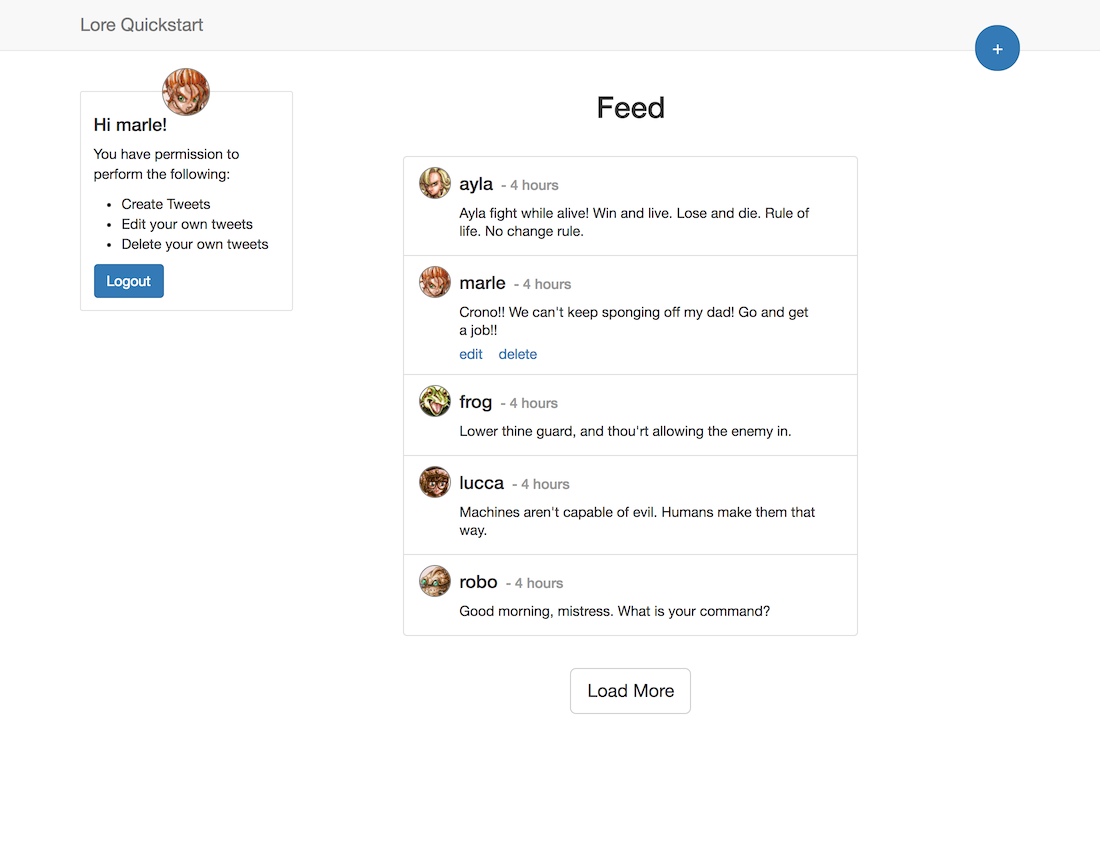 Lore Quickstart
+
Hi marle!
You have permission to
perform the following:
• Create Tweets
• Edit your own tweets
• Delete your own tweets
Logout
Feed
ayla - 4 hours
Ayla fight while alive! Win and live. Lose and die. Rule of
life. No change rule.
marle - 4 hours
Crono!! We can't keep sponging off my dad! Go and get
a job!!
edit delete
frog - 4 hours
Lower thine guard, and thou'rt allowing the enemy in.
lucca - 4 hours
Machines aren't capable of evil. Humans make them that
way.
robo - 4 hours
Good morning, mistress. What is your command?
Load More